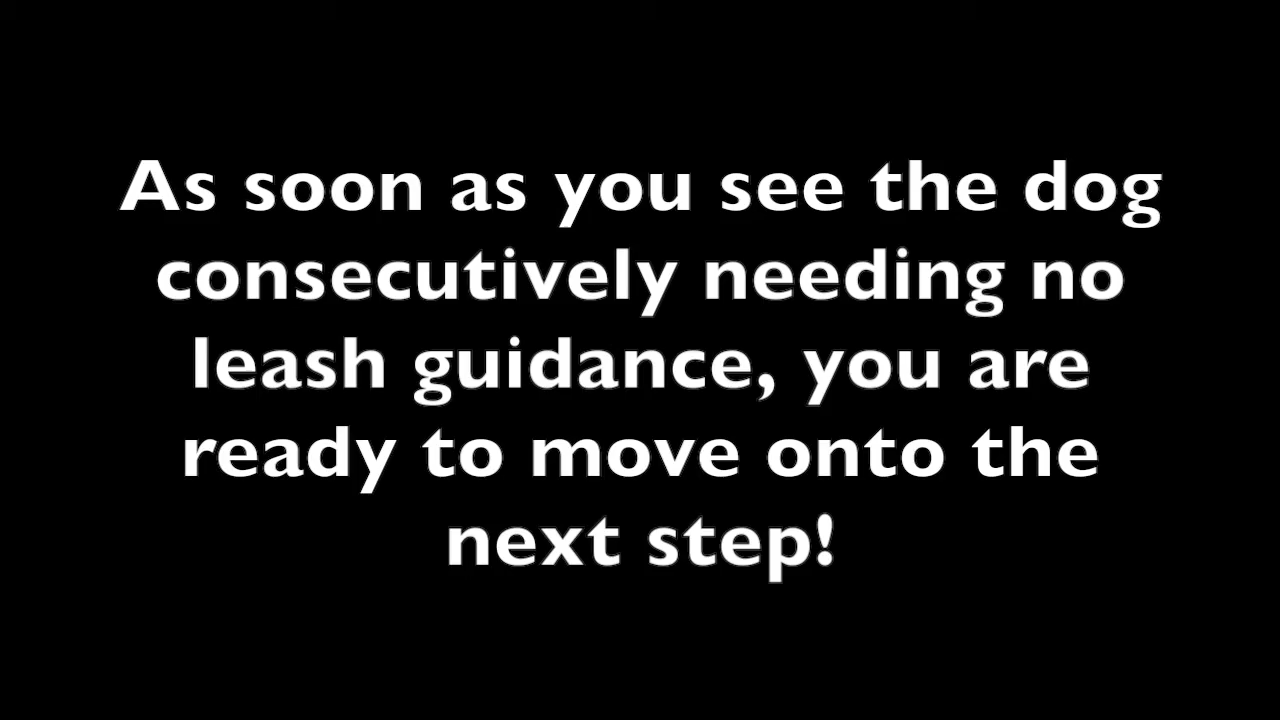 As soon as you see the dog
consecutively needing no
leash guidance, you are
ready to move onto the
next step!